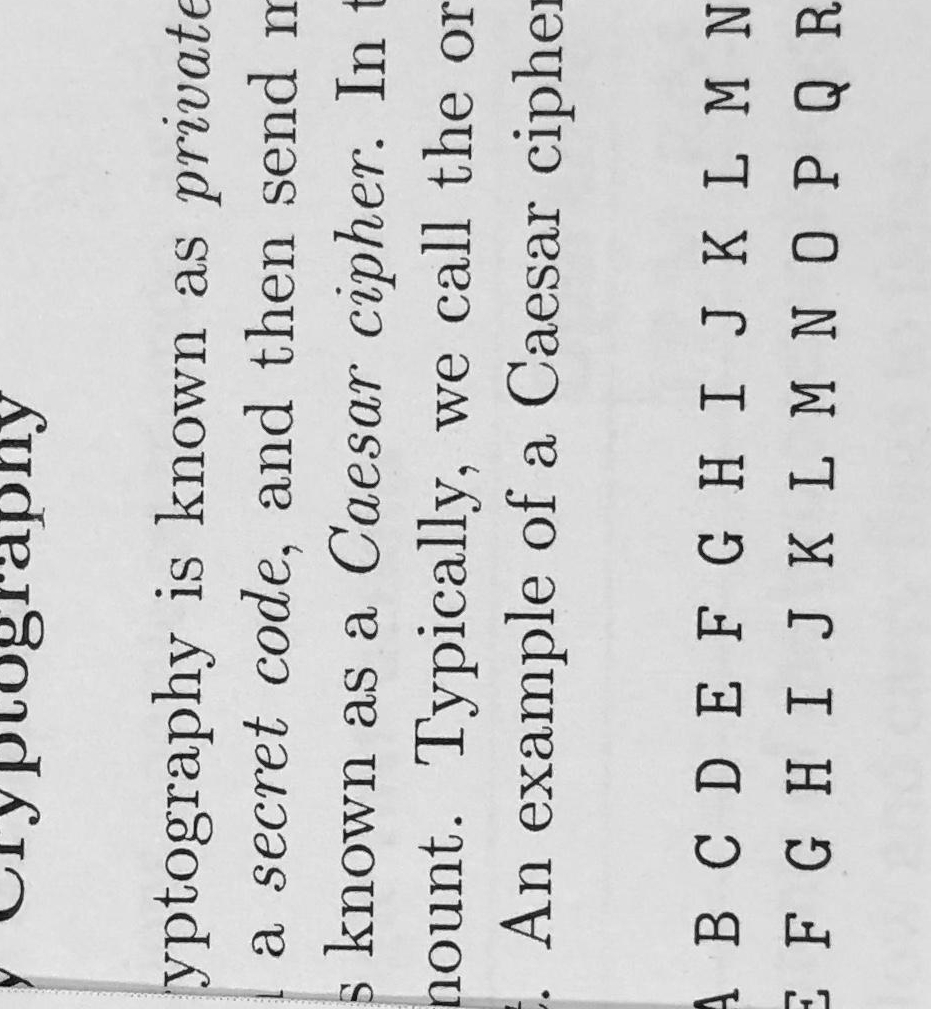 Cryptography
yptography is known as private
a secret code, and then send
known as a Caesar cipher. In
nount. Typically, we call the or
. An example of a Caesar cipher
A B C D E F G H I J K L M N
E F G H I J K L M N O P Q R